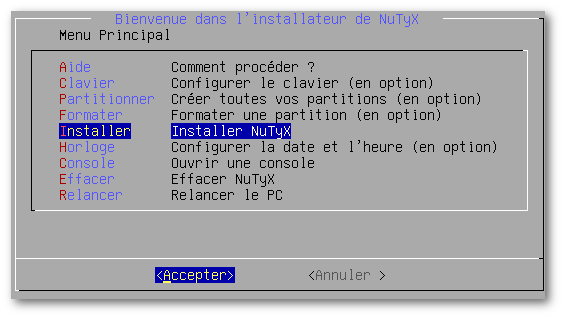 Bienvenue dans l'installateur de NuTyX
Menu Principal
Aide Comment procéder ?
Clavier Configurer le clavier (en option)
Partitionner Créer toutes vos partitions (en option)
Formater Formater une partition (en option)
Installer Installer NuTyX
Horloge Configurer la date et l'heure (en option)
Console Ouvrir une console
Effacer Effacer NuTyX
Relancer Relancer le PC
<Accepter> <Annuler >